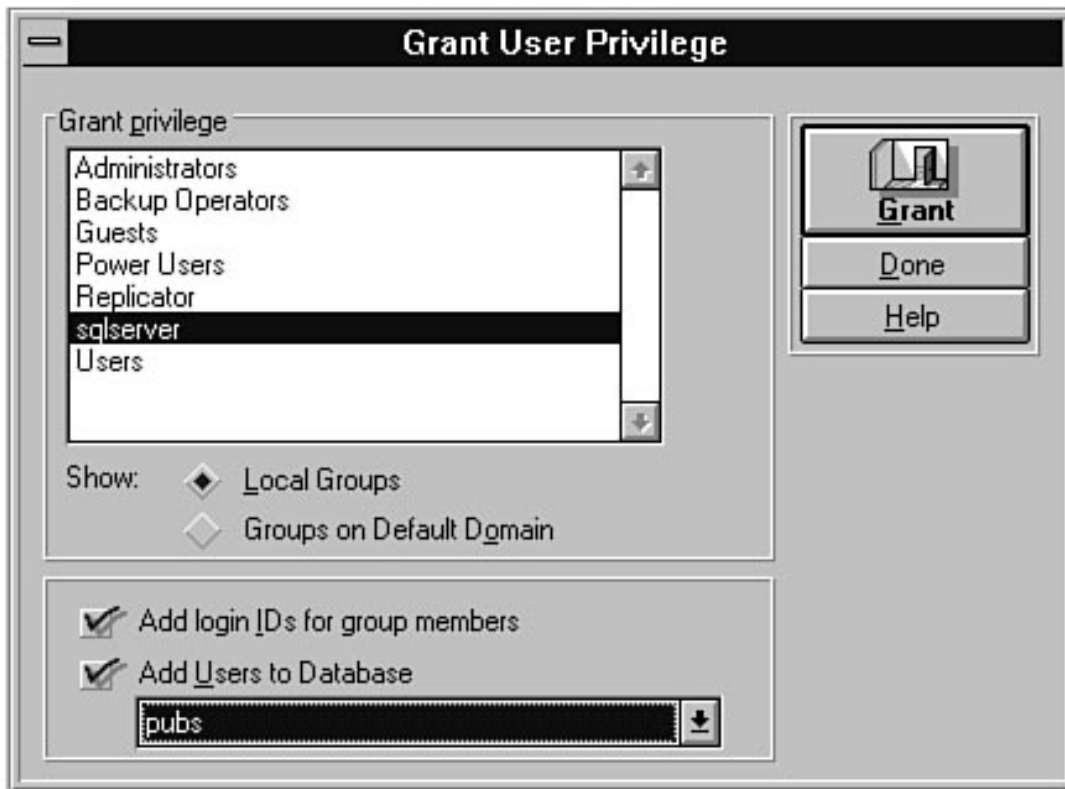 Grant User Privilege
Grant privilege
Administrators
Backup Operators
Guests
Power Users
Replicator
sqlserver
Users
Show:
Local Groups
Groups on Default Domain
Grant
Done
Help
Add login IDs for group members
Add Users to Database
pubs